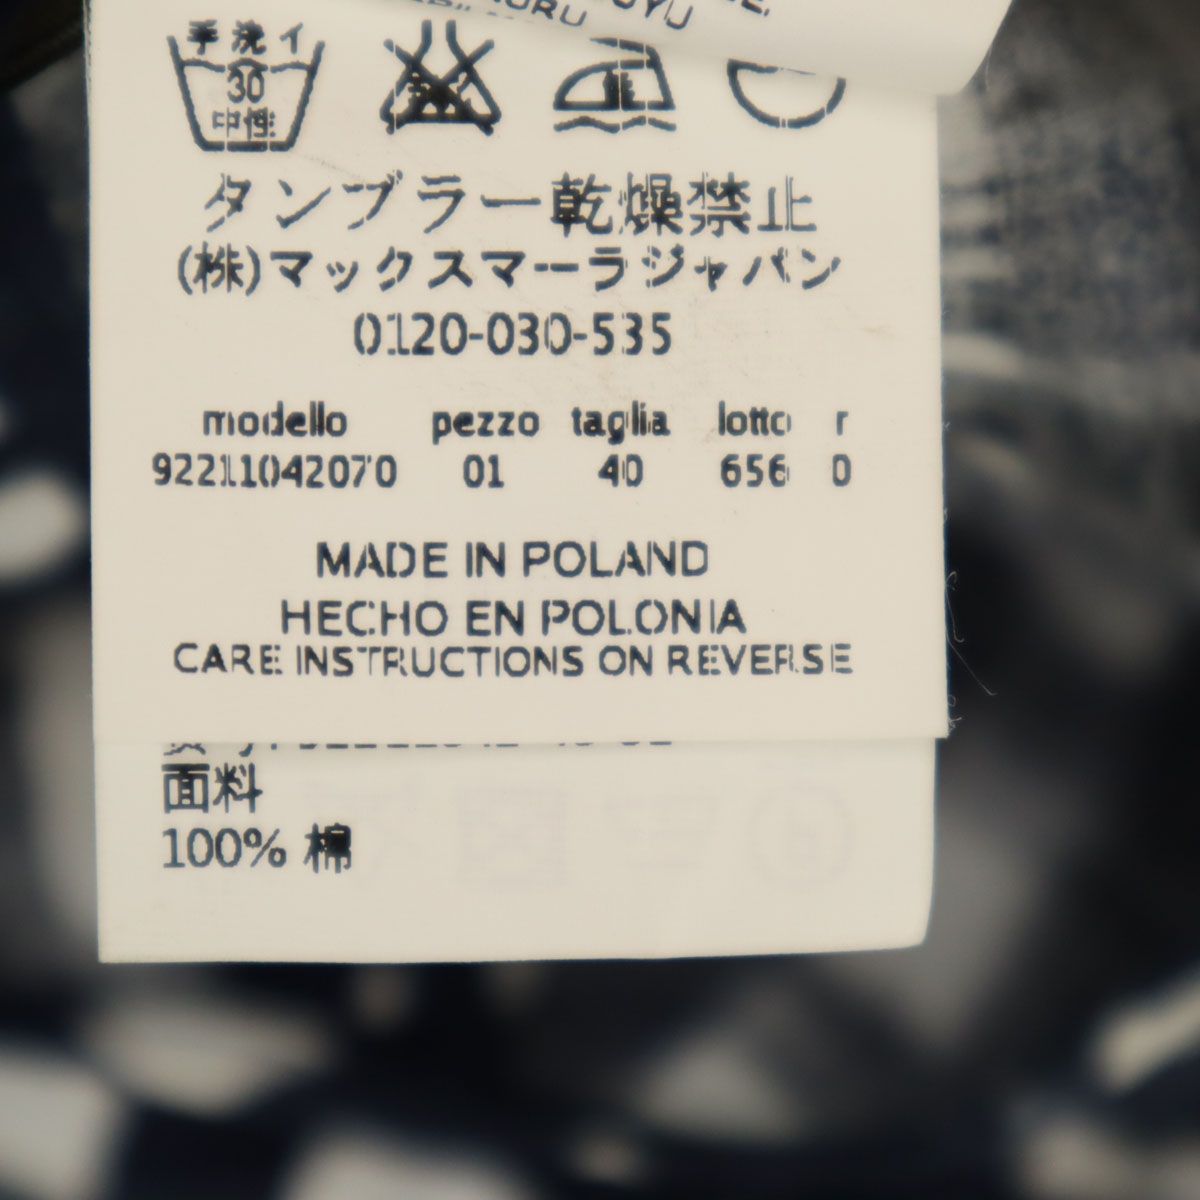 手洗イ
30
中性
タンブラー乾燥禁止
(株)マックスマーラジャパン
0120-030-535
modello pezzo taglia lotto r
92211042070 01 40 656 0
MADE IN POLAND
HECHO EN POLONIA
CARE INSTRUCTIONS ON REVERSE
面料
100% 棉